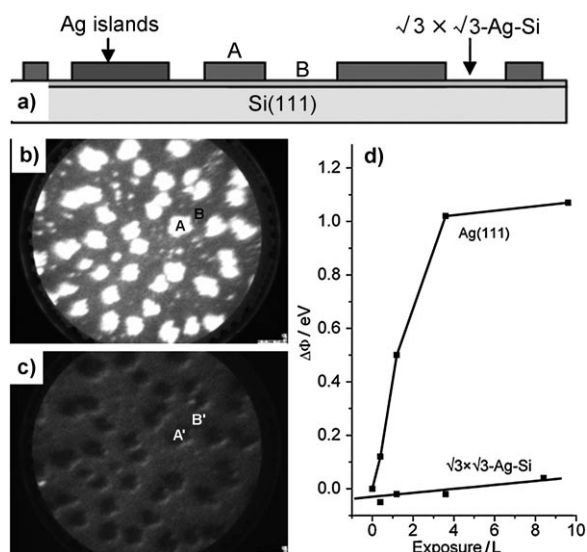 Ag islands
A
B
√3 × √3-Ag-Si
a)
Si(111)
b)
A
B
c)
A'
B'
d)
ΔΦ / eV
1.2
1.0
0.8
0.6
0.4
0.2
0.0
Ag(111)
√3×√3-Ag-Si
0 2 4 6 8 10
Exposure / L